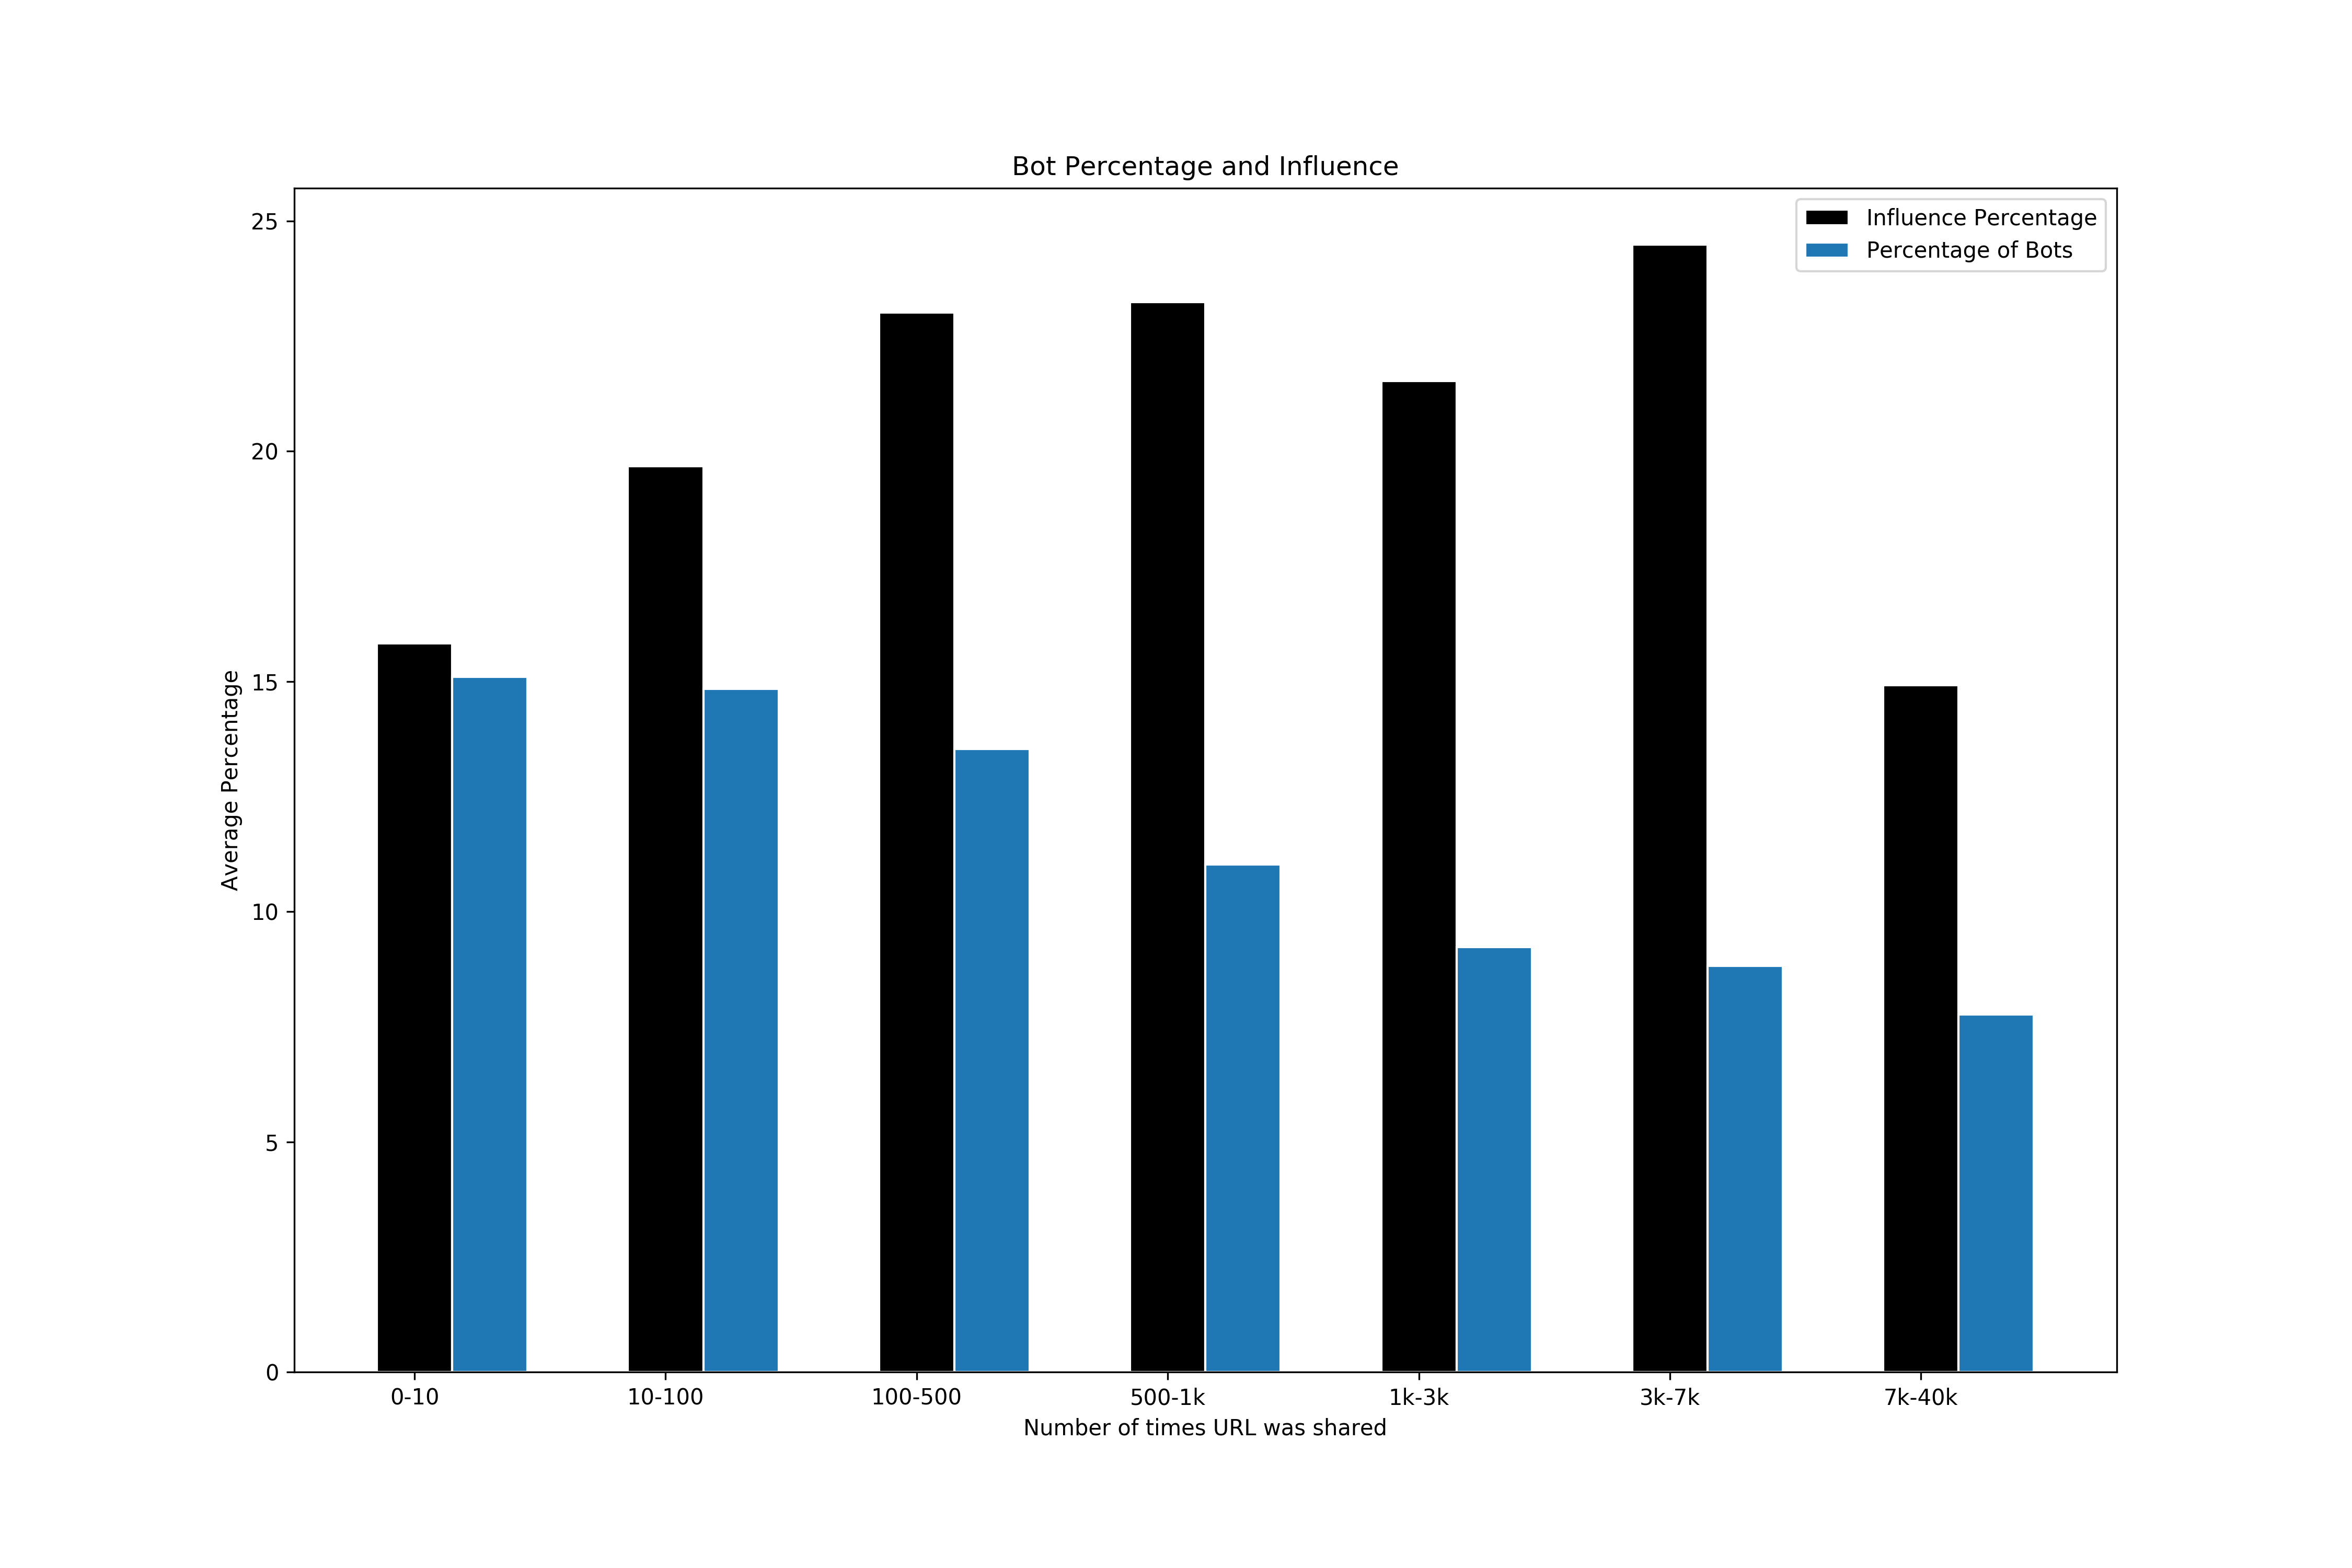 Bot Percentage and Influence
Influence Percentage
Percentage of Bots
25
20
15
10
5
0
Average Percentage
0-10 10-100 100-500 500-1k 1k-3k 3k-7k 7k-40k
Number of times URL was shared